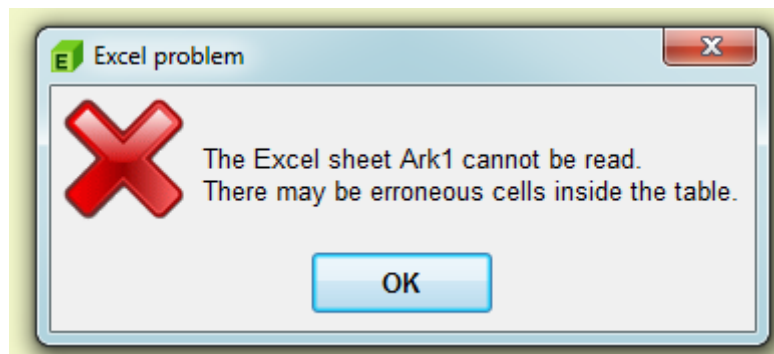 E Excel problem
The Excel sheet Ark1 cannot be read.
There may be erroneous cells inside the table.
OK